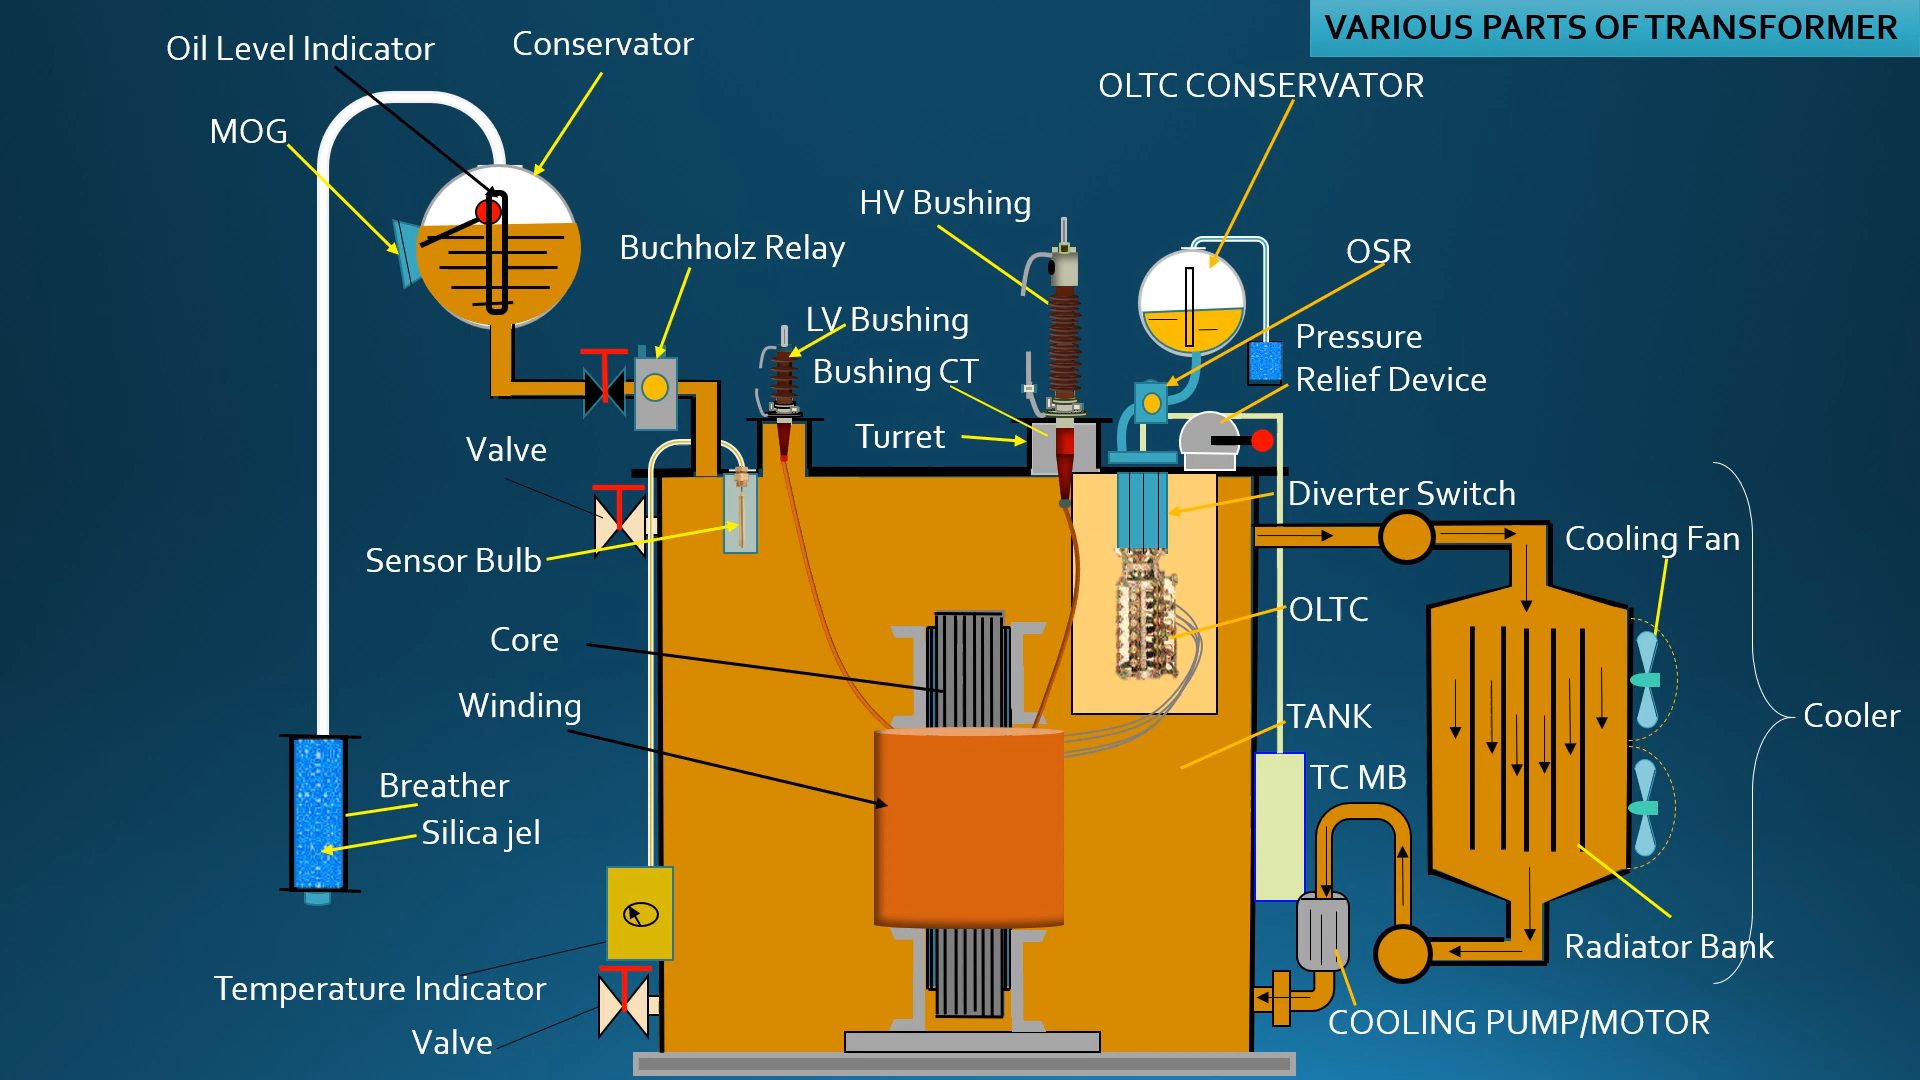 VARIOUS PARTS OF TRANSFORMER
Oil Level Indicator
Conservator
OLTC CONSERVATOR
MOG
HV Bushing
Buchholz Relay
OSR
LV Bushing
Pressure
Relief Device
Bushing CT
Turret
Valve
Diverter Switch
Cooling Fan
Sensor Bulb
OLTC
Core
Winding
TANK
Cooler
TC MB
Breather
Silica jel
Radiator Bank
Temperature Indicator
COOLING PUMP/MOTOR
Valve